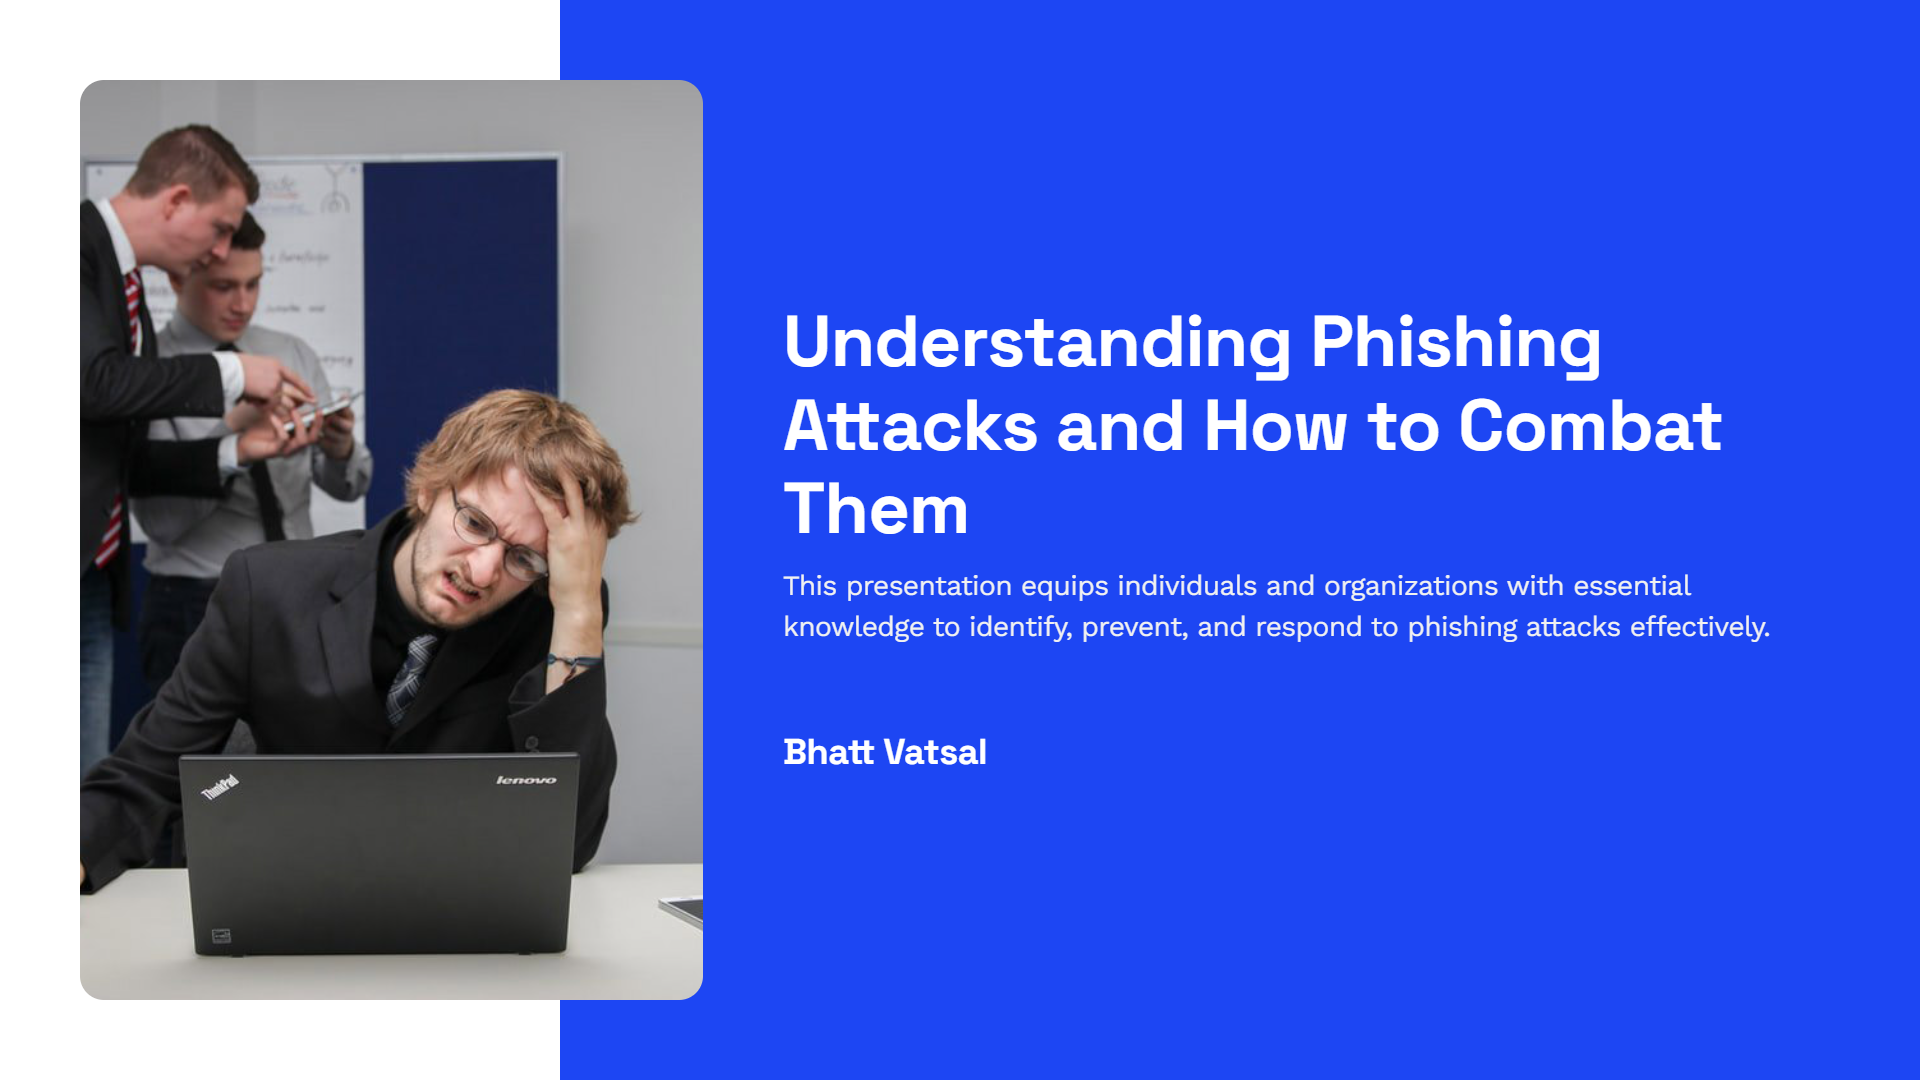 Understanding Phishing
Attacks and How to Combat
Them
This presentation equips individuals and organizations with essential
knowledge to identify, prevent, and respond to phishing attacks effectively.
Bhatt Vatsal
ThinkPad
lenovo